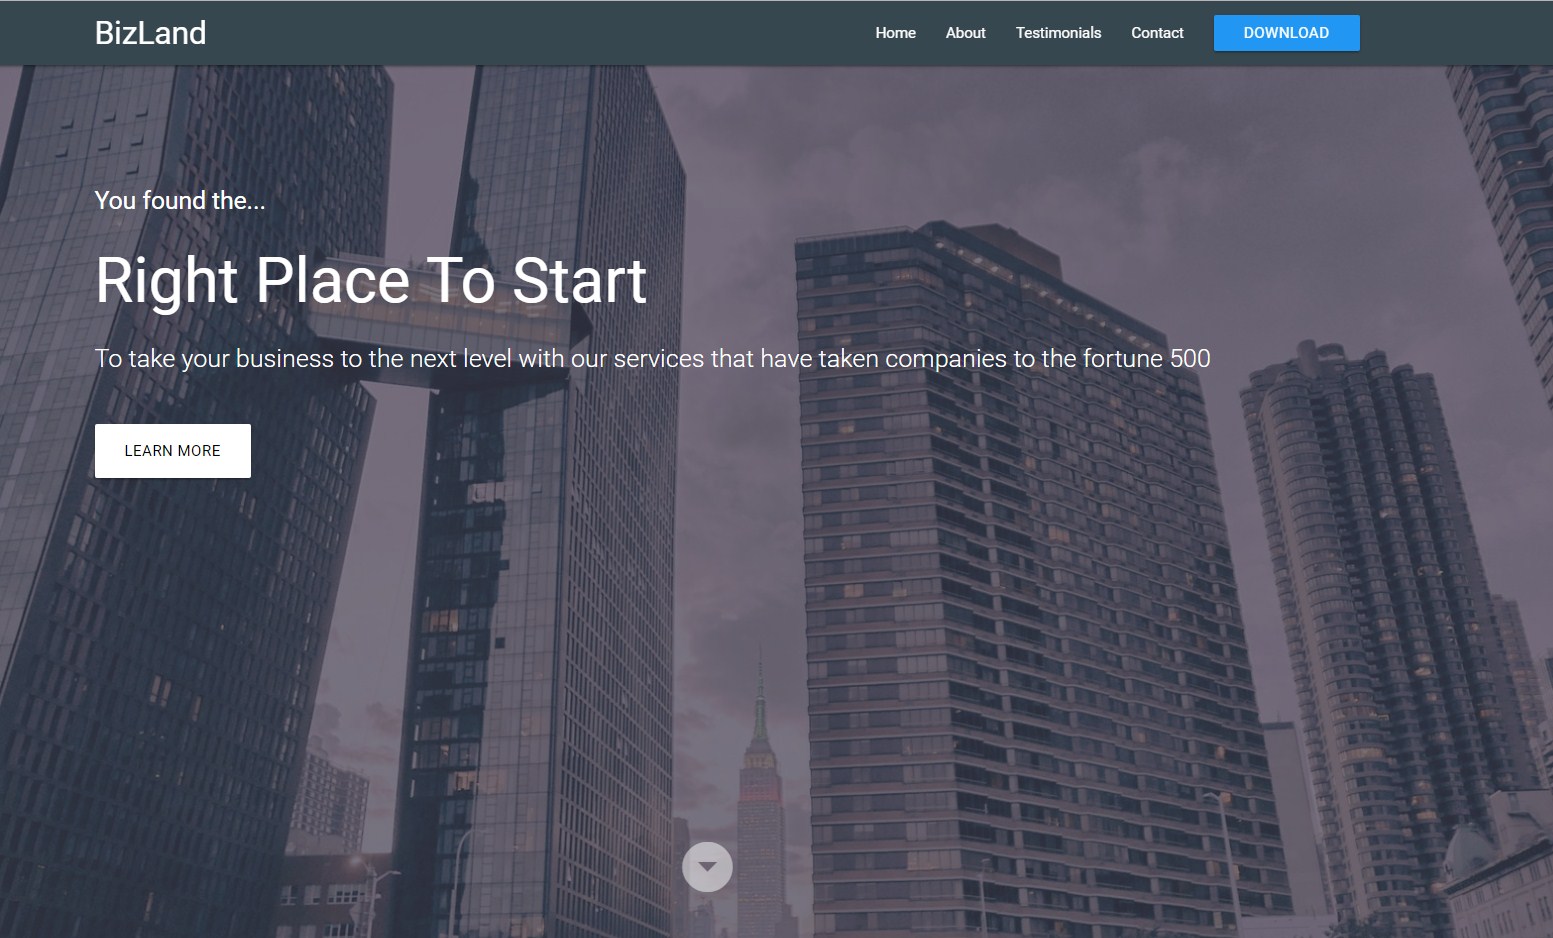 BizLand
Home About Testimonials Contact DOWNLOAD
You found the...
Right Place To Start
To take your business to the next level with our services that have taken companies to the fortune 500
LEARN MORE